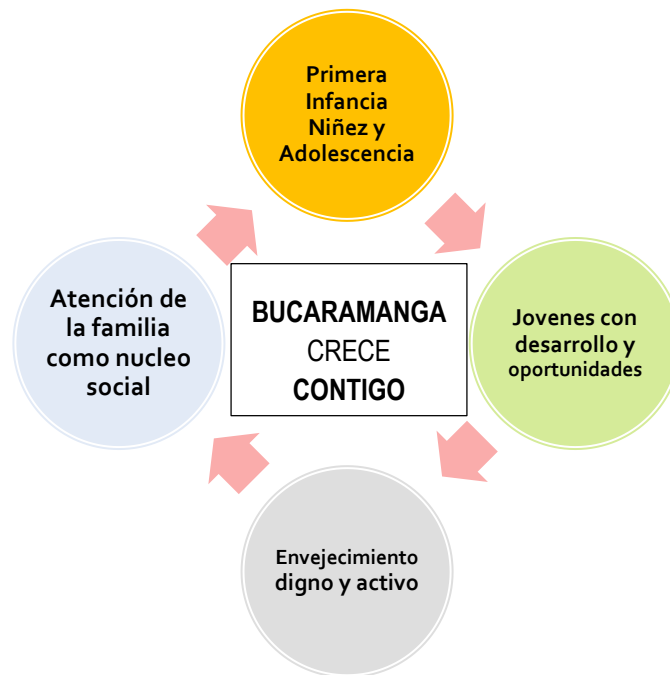 Primera
Infancia
Niñez y
Adolescencia
Atención de
la familia
como nucleo
social
BUCARAMANGA
CRECE
CONTIGO
Jovenes con
desarrollo y
oportunidades
Envejecimiento
digno y activo